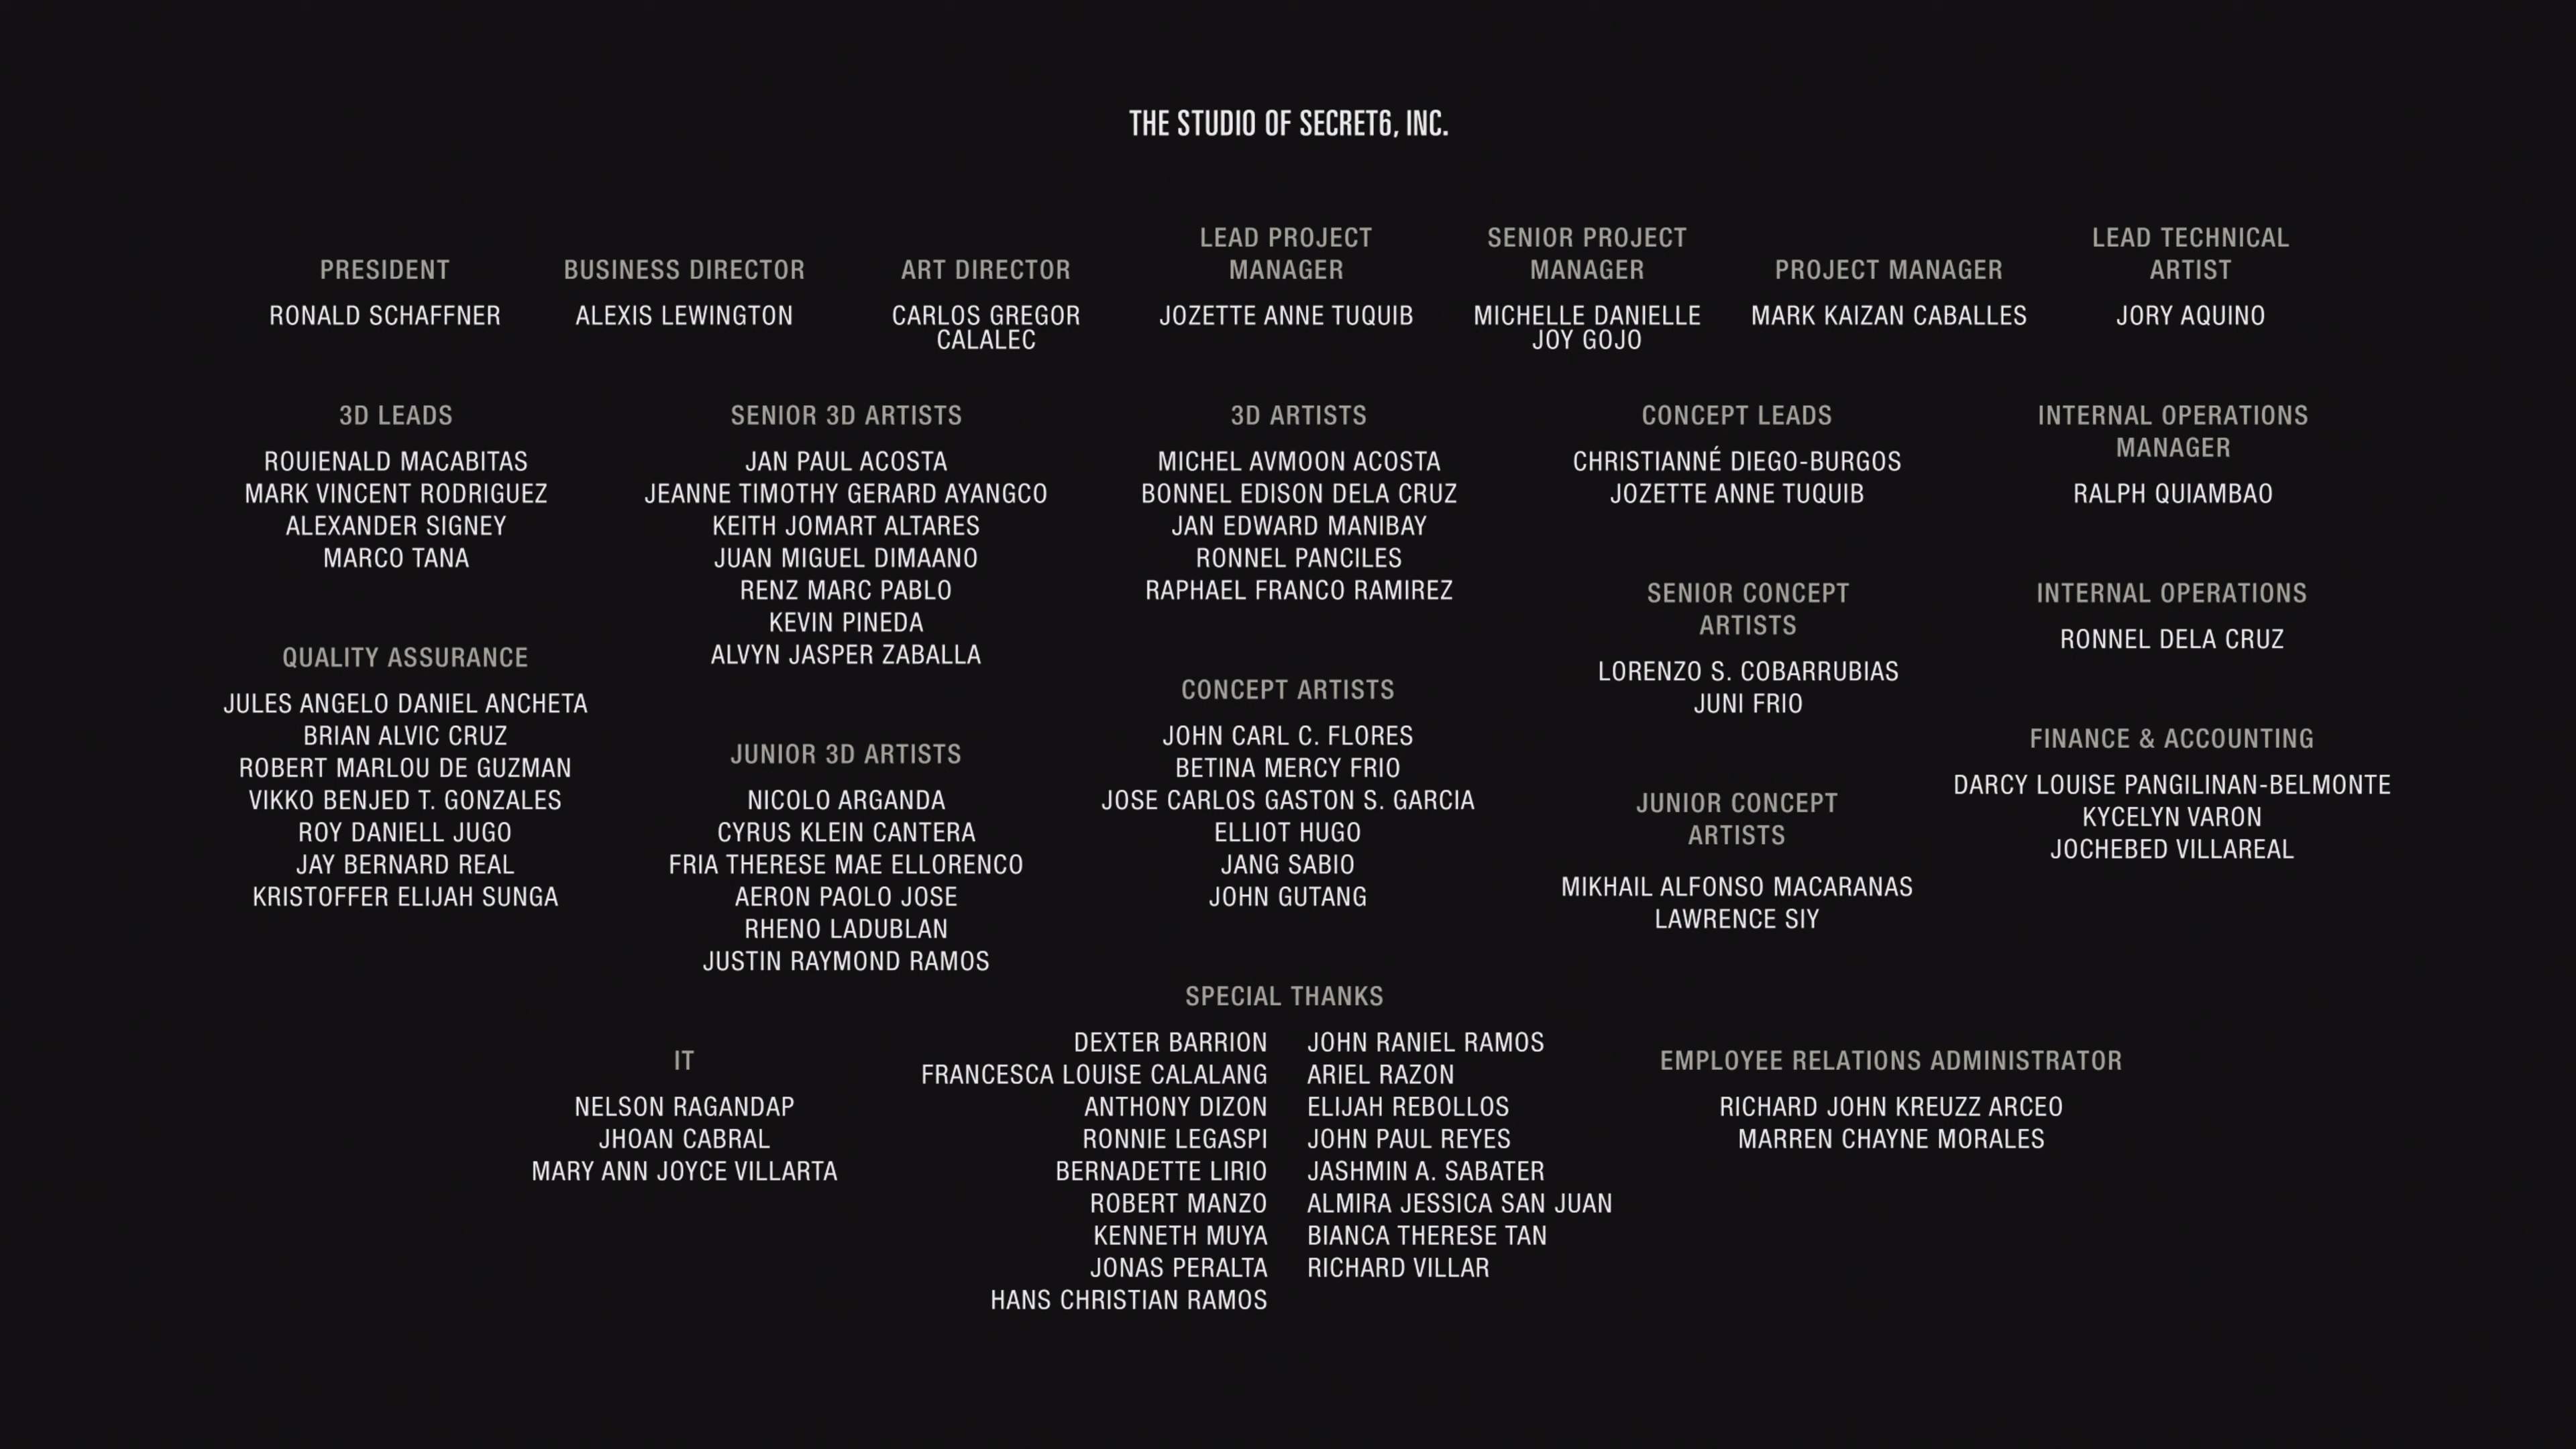 THE STUDIO OF SECRET6, INC.
PRESIDENT
RONALD SCHAFFNER
BUSINESS DIRECTOR
ALEXIS LEWINGTON
ART DIRECTOR
CARLOS GREGOR
CALALEC
LEAD PROJECT
MANAGER
JOZETTE ANNE TUQUIB
SENIOR PROJECT
MANAGER
MICHELLE DANIELLE
JOY GOJO
PROJECT MANAGER
MARK KAIZAN CABALLES
LEAD TECHNICAL
ARTIST
JORY AQUINO
3D LEADS
ROUIENALD MACABITAS
MARK VINCENT RODRIGUEZ
ALEXANDER SIGNEY
MARCO TANA
QUALITY ASSURANCE
JULES ANGELO DANIEL ANCHETA
BRIAN ALVIC CRUZ
ROBERT MARLOU DE GUZMAN
VIKKO BENJED T. GONZALES
ROY DANIELL JUGO
JAY BERNARD REAL
KRISTOFFER ELIJAH SUNGA
SENIOR 3D ARTISTS
JAN PAUL ACOSTA
JEANNE TIMOTHY GERARD AYANGCO
KEITH JOMART ALTARES
JUAN MIGUEL DIMAANO
RENZ MARC PABLO
KEVIN PINEDA
ALVYN JASPER ZABALLA
JUNIOR 3D ARTISTS
NICOLO ARGANDA
CYRUS KLEIN CANTERA
FRIA THERESE MAE ELLORENCO
AERON PAOLO JOSE
RHENO LADUBLAN
JUSTIN RAYMOND RAMOS
3D ARTISTS
MICHEL AVMOON ACOSTA
BONNEL EDISON DELA CRUZ
JAN EDWARD MANIBAY
RONNEL PANCILES
RAPHAEL FRANCO RAMIREZ
CONCEPT ARTISTS
JOHN CARL C. FLORES
BETINA MERCY FRIO
JOSE CARLOS GASTON S. GARCIA
ELLIOT HUGO
JANG SABIO
JOHN GUTANG
CONCEPT LEADS
CHRISTIANNÉ DIEGO-BURGOS
JOZETTE ANNE TUQUIB
SENIOR CONCEPT
ARTISTS
LORENZO S. COBARRUBIAS
JUNI FRIO
JUNIOR CONCEPT
ARTISTS
MIKHAIL ALFONSO MACARANAS
LAWRENCE SIY
INTERNAL OPERATIONS
MANAGER
RALPH QUIAMBAO
INTERNAL OPERATIONS
RONNEL DELA CRUZ
FINANCE & ACCOUNTING
DARCY LOUISE PANGILINAN-BELMONTE
KYCELYN VARON
JOCHEBED VILLAREAL
IT
NELSON RAGANDAP
JHOAN CABRAL
MARY ANN JOYCE VILLARTA
SPECIAL THANKS
DEXTER BARRION
FRANCESCA LOUISE CALALANG
ANTHONY DIZON
RONNIE LEGASPI
BERNADETTE LIRIO
ROBERT MANZO
KENNETH MUYA
JONAS PERALTA
HANS CHRISTIAN RAMOS
JOHN RANIEL RAMOS
ARIEL RAZON
ELIJAH REBOLLOS
JOHN PAUL REYES
JASHMIN A. SABATER
ALMIRA JESSICA SAN JUAN
BIANCA THERESE TAN
RICHARD VILLAR
EMPLOYEE RELATIONS ADMINISTRATOR
RICHARD JOHN KREUZZ ARCEO
MARREN CHAYNE MORALES